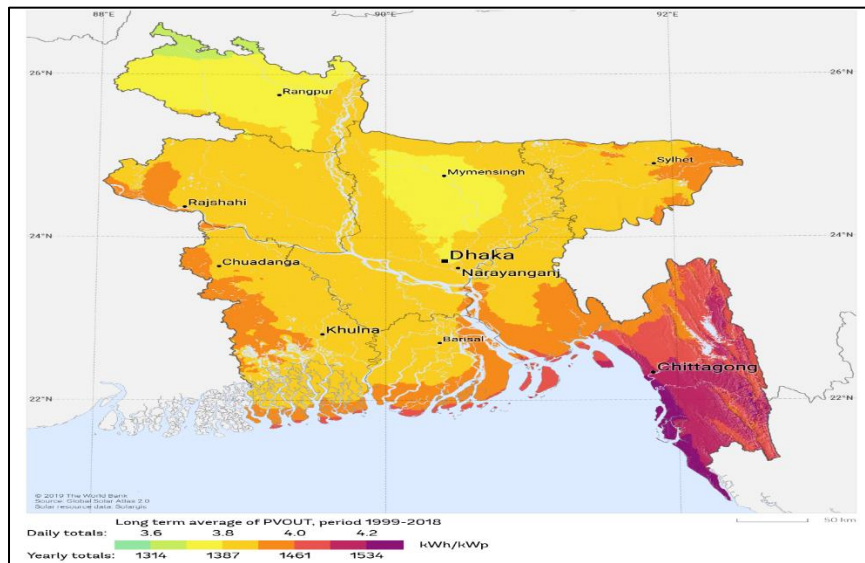 88°E 90°E 92°E
26°N 26°N
Rangpur
Sylhet
Mymensingh
Rajshahi
24°N 24°N
Dhaka
Chuadanga
Narayanganj
Khulna
Barisal
Chittagong
22°N 22°N
© 2019 The World Bank
Source: Global Solar Atlas 2.0
Solar resource data: Solargis
Long term average of PVOUT, period 1999-2018
50 km
Daily totals: 3.6 3.8 4.0 4.2
kWh/kWp
Yearly totals: 1314 1387 1461 1534